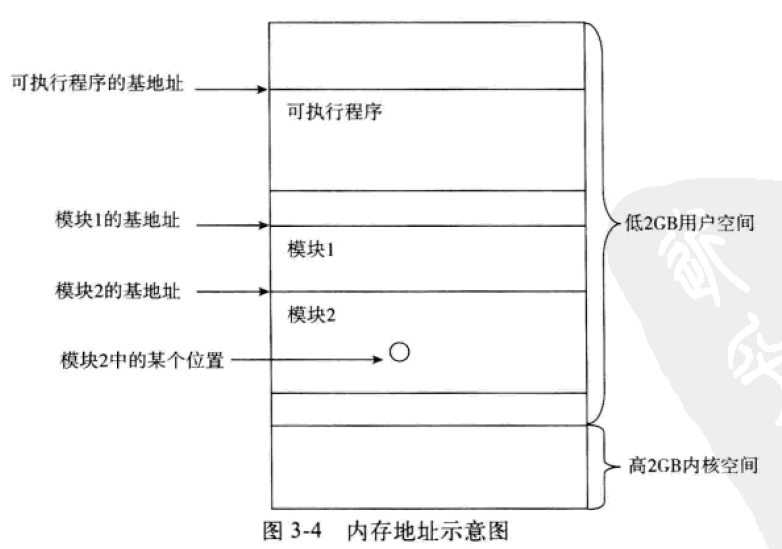 可执行程序的基地址
可执行程序
模块1的基地址
低2GB用户空间
模块1
模块2的基地址
模块2
模块2中的某个位置
高2GB内核空间
图 3-4 内存地址示意图